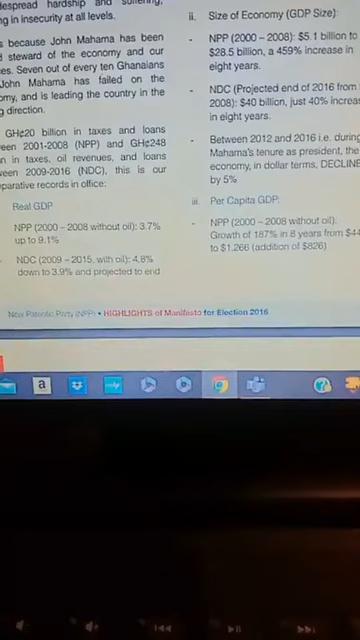 despread hardship and suffering,
ng in insecurity at all levels.
s because John Mahama has been
d steward of the economy and our
es. Seven out of every ten Ghanaians
John Mahama has failed on the
omy, and is leading the country in the
g direction.
GH¢20 billion in taxes and loans
een 2001-2008 (NPP) and GH¢248
n in taxes, oil revenues, and loans
ween 2009-2016 (NDC), this is our
parative records in office:
Real GDP
NPP (2000 – 2008 without oil): 3.7%
up to 9.1%
NDC (2009 – 2015, with oil): 4.8%
down to 3.9% and projected to end
ii. Size of Economy (GDP Size):
- NPP (2000 – 2008): $5.1 billion to
$28.5 billion, a 459% increase in
eight years.
- NDC (Projected end of 2016 from
2008): $40 billion, just 40% increas
in eight years.
- Between 2012 and 2016 i.e. during
Mahama's tenure as president, the
economy, in dollar terms, DECLINE
by 5%
iii. Per Capita GDP:
- NPP (2000 – 2008 without oil):
Growth of 187% in 8 years from $44
to $1,266 (addition of $826)
New Patriotic Party (NPP) • HIGHLIGHTS of Manifesto for Election 2016
a